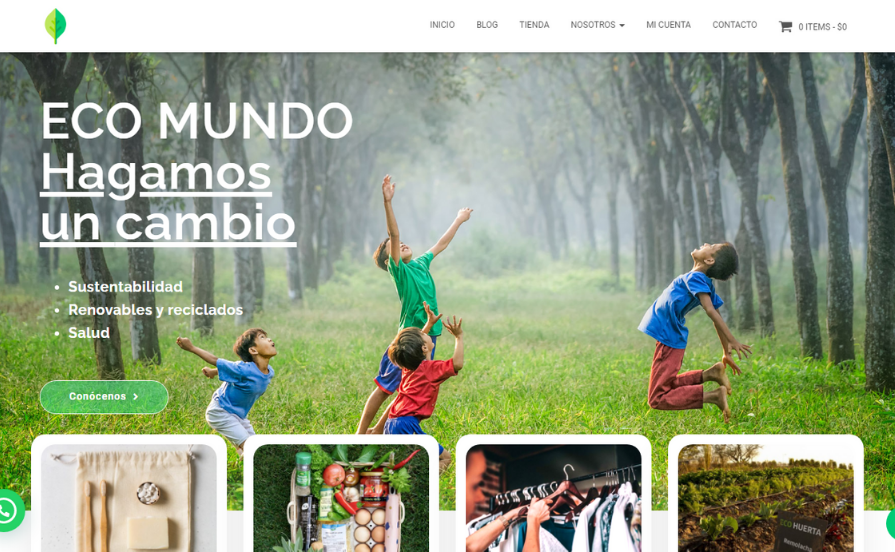 INICIO BLOG TIENDA NOSOTROS MI CUENTA CONTACTO 0 ITEMS - $0
ECO MUNDO
Hagamos
un cambio
Sustentabilidad
Renovables y reciclados
Salud
Conócenos
ECO HUERTA
Remolacha